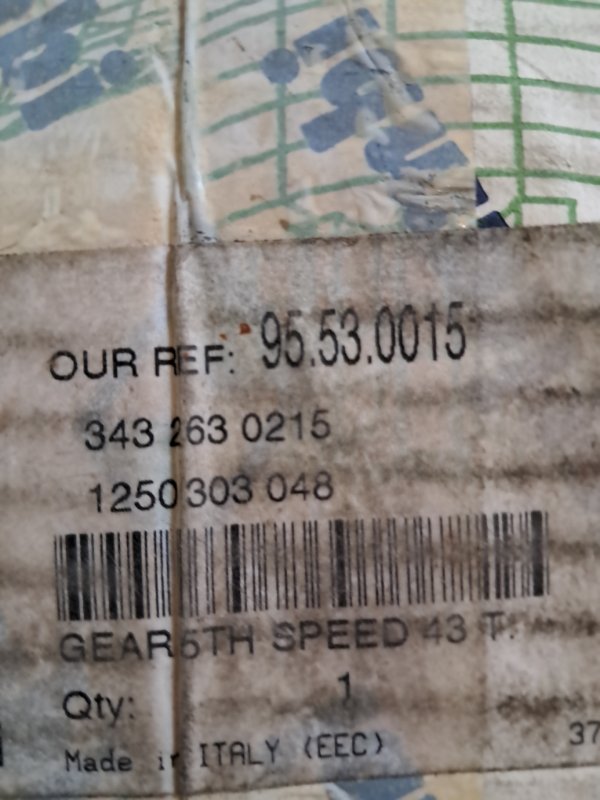 OUR REF: 95.53.0015
343 263 0215
1250 303 048
GEAR 5TH SPEED 43 T.
Qty: 1
Made in ITALY (EEC)
37